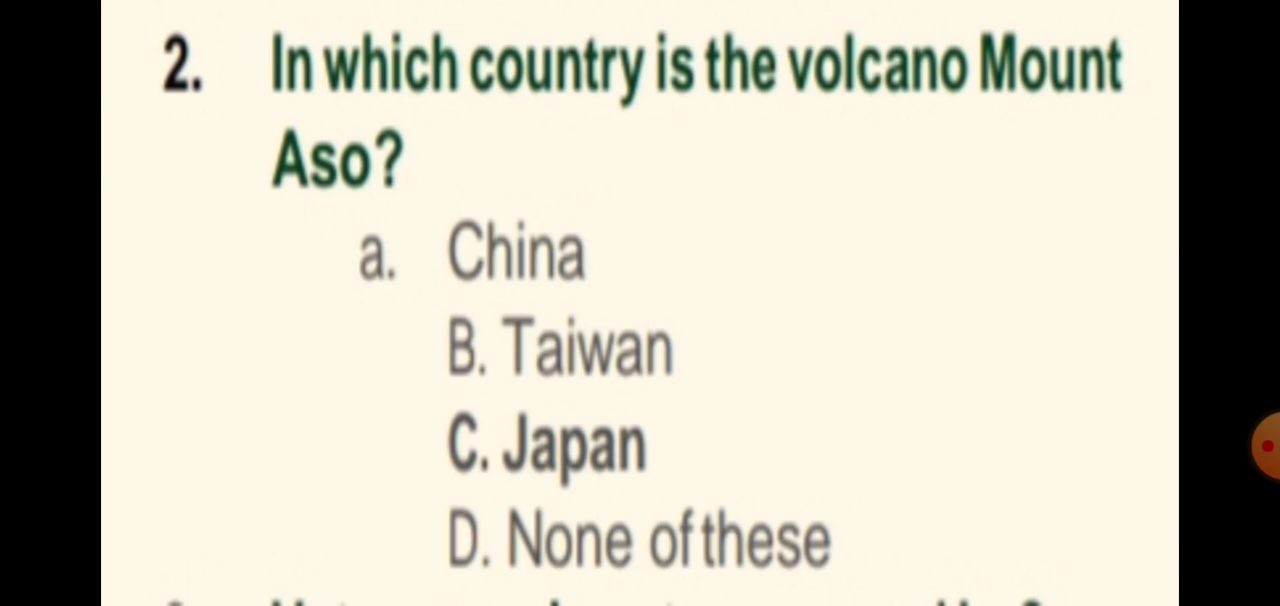 2. In which country is the volcano Mount
Aso?
a. China
B. Taiwan
C. Japan
D. None of these